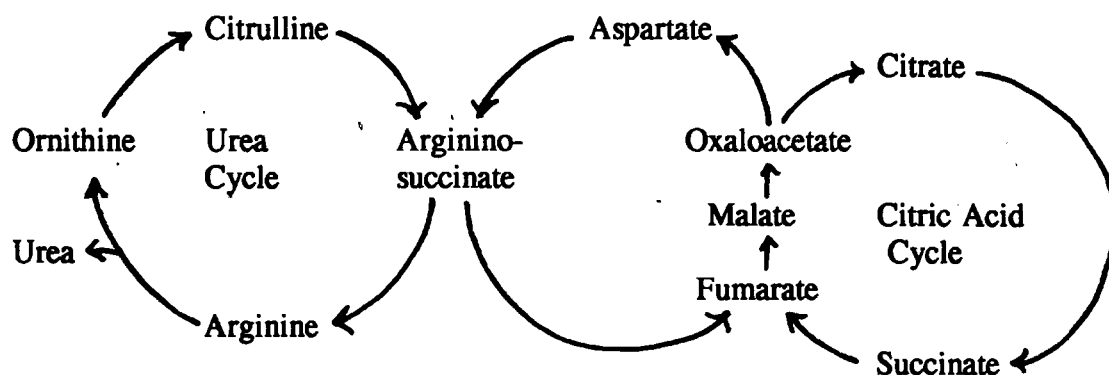 Citrulline
Aspartate
Citrate
Ornithine
Urea
Cycle
Arginino-
succinate
Oxaloacetate
Malate
Citric Acid
Cycle
Urea
Fumarate
Arginine
Succinate